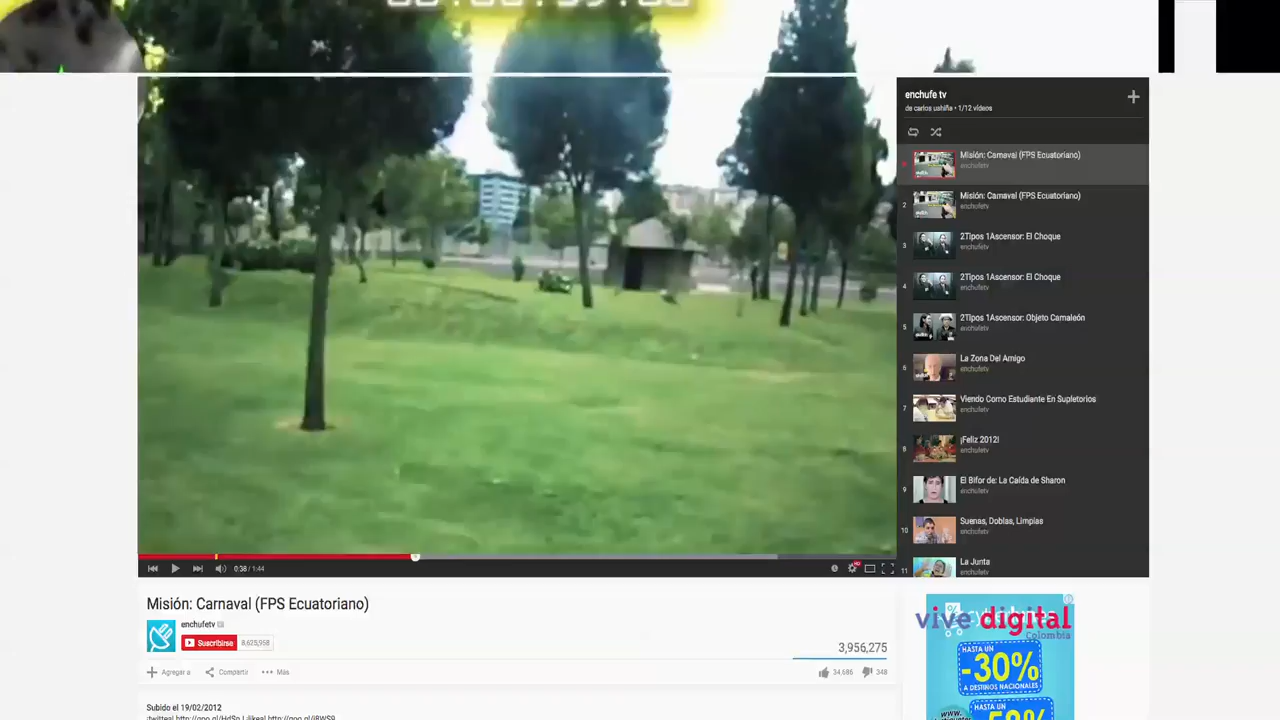 enchufe tv
de carlos ushiña • 1/12 vídeos
Misión: Carnaval (FPS Ecuatoriano)
enchufetv
2
Misión: Carnaval (FPS Ecuatoriano)
enchufetv
3
2Tipos 1Ascensor: El Choque
enchufetv
4
2Tipos 1Ascensor: El Choque
enchufetv
5
2Tipos 1Ascensor: Objeto Camaleón
enchufetv
6
La Zona Del Amigo
enchufetv
7
Viendo Como Estudiante En Supletorios
enchufetv
8
¡Feliz 2012!
enchufetv
9
El Bifor de: La Caída de Sharon
enchufetv
10
Suenas, Doblas, Limpias
enchufetv
11
La Junta
enchufetv
0:38 / 1:44
HD
Misión: Carnaval (FPS Ecuatoriano)
enchufetv
Suscribirse 8,625,958
3,956,275
Agregar a Compartir Más
34,686 348
Subido el 19/02/2012
vive digital
Colombia
HASTA UN
-30%
A DESTINOS NACIONALES
HASTA UN
www.